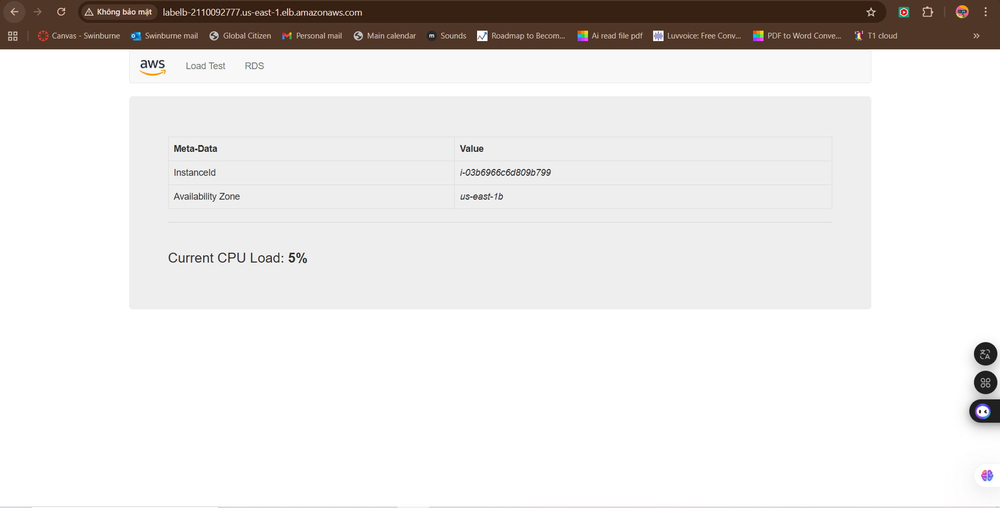 Không bảo mật labelb-2110092777.us-east-1.elb.amazonaws.com
Canvas - Swinburne Swinburne mail Global Citizen Personal mail Main calendar m Sounds Roadmap to Becom... Ai read file pdf Luvvoice: Free Conv... PDF to Word Conve... T1 cloud
aws Load Test RDS
Meta-Data Value
InstanceId i-03b6966c6d809b799
Availability Zone us-east-1b
Current CPU Load: 5%